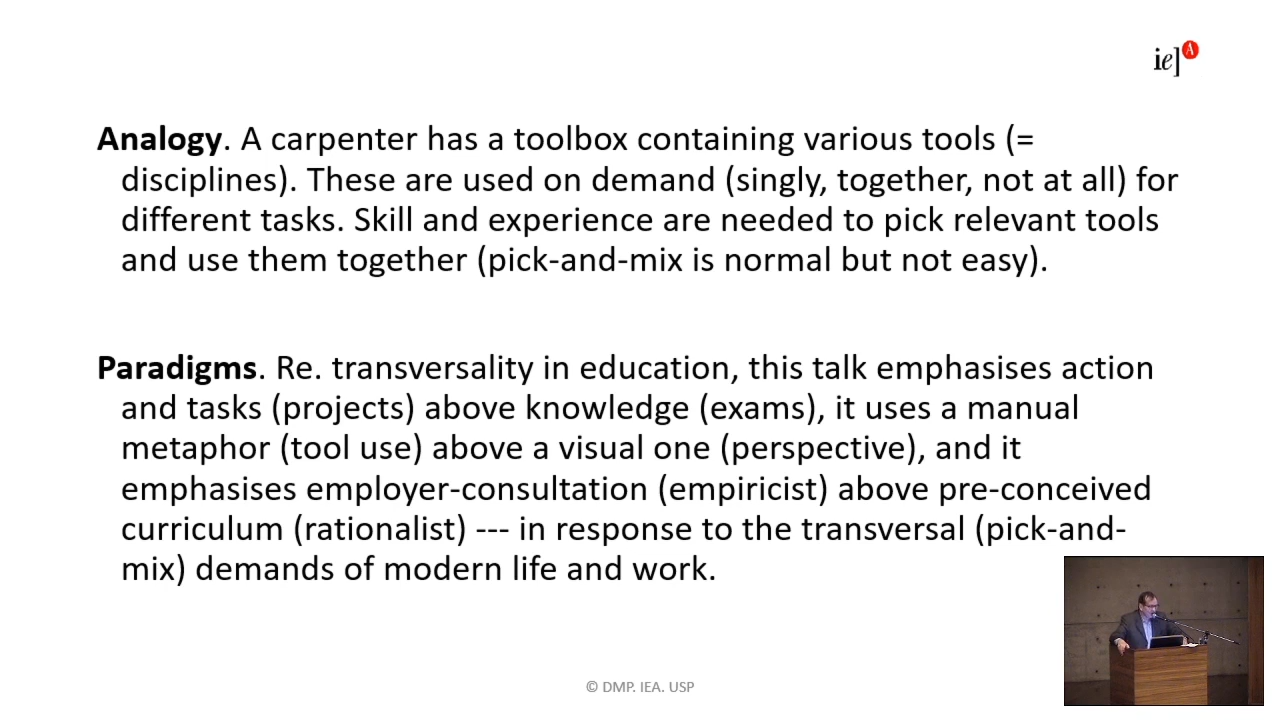 ie]A
Analogy. A carpenter has a toolbox containing various tools (=
disciplines). These are used on demand (singly, together, not at all) for
different tasks. Skill and experience are needed to pick relevant tools
and use them together (pick-and-mix is normal but not easy).
Paradigms. Re. transversality in education, this talk emphasises action
and tasks (projects) above knowledge (exams), it uses a manual
metaphor (tool use) above a visual one (perspective), and it
emphasises employer-consultation (empiricist) above pre-conceived
curriculum (rationalist) --- in response to the transversal (pick-and-
mix) demands of modern life and work.
© DMP. IEA. USP